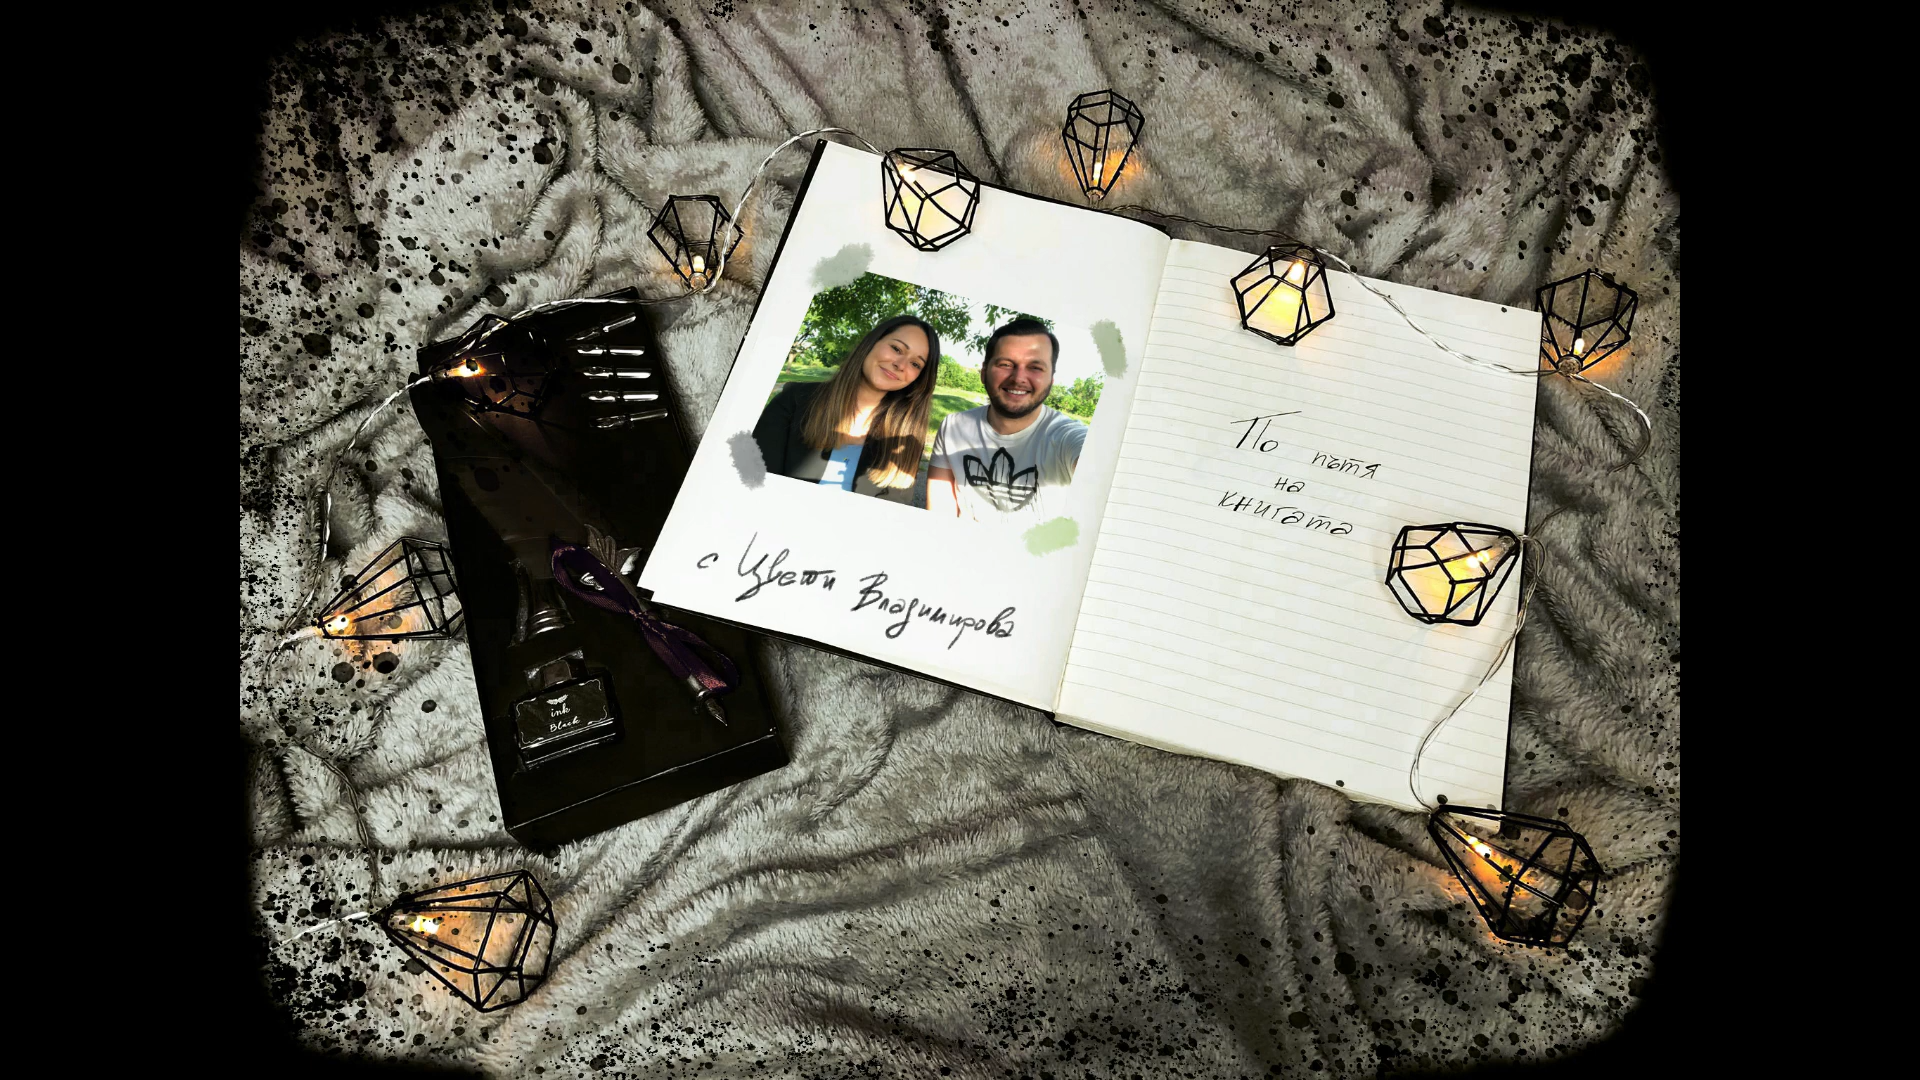 с Цвети Владимирова
По пътя
на
книгата
ink
Black